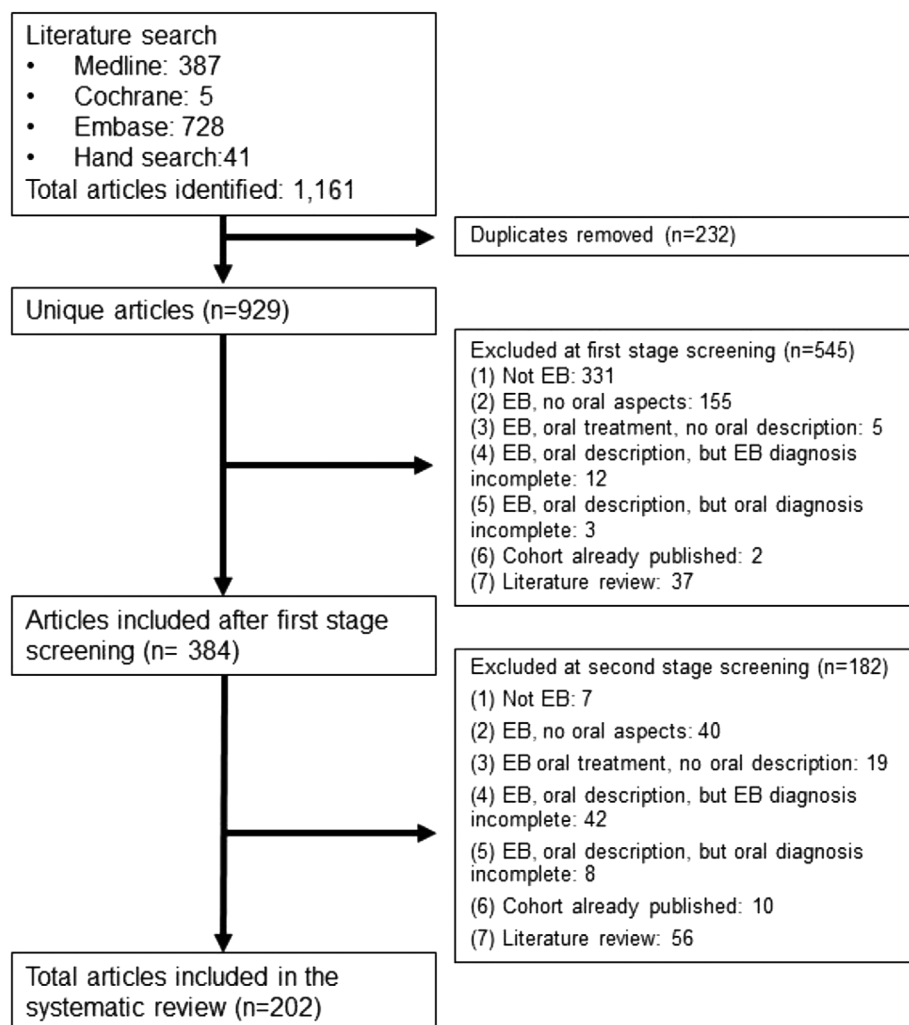 Literature search
• Medline: 387
• Cochrane: 5
• Embase: 728
• Hand search:41
Total articles identified: 1,161
Duplicates removed (n=232)
Unique articles (n=929)
Excluded at first stage screening (n=545)
(1) Not EB: 331
(2) EB, no oral aspects: 155
(3) EB, oral treatment, no oral description: 5
(4) EB, oral description, but EB diagnosis
incomplete: 12
(5) EB, oral description, but oral diagnosis
incomplete: 3
(6) Cohort already published: 2
(7) Literature review: 37
Articles included after first stage
screening (n= 384)
Excluded at second stage screening (n=182)
(1) Not EB: 7
(2) EB, no oral aspects: 40
(3) EB oral treatment, no oral description: 19
(4) EB, oral description, but EB diagnosis
incomplete: 42
(5) EB, oral description, but oral diagnosis
incomplete: 8
(6) Cohort already published: 10
(7) Literature review: 56
Total articles included in the
systematic review (n=202)